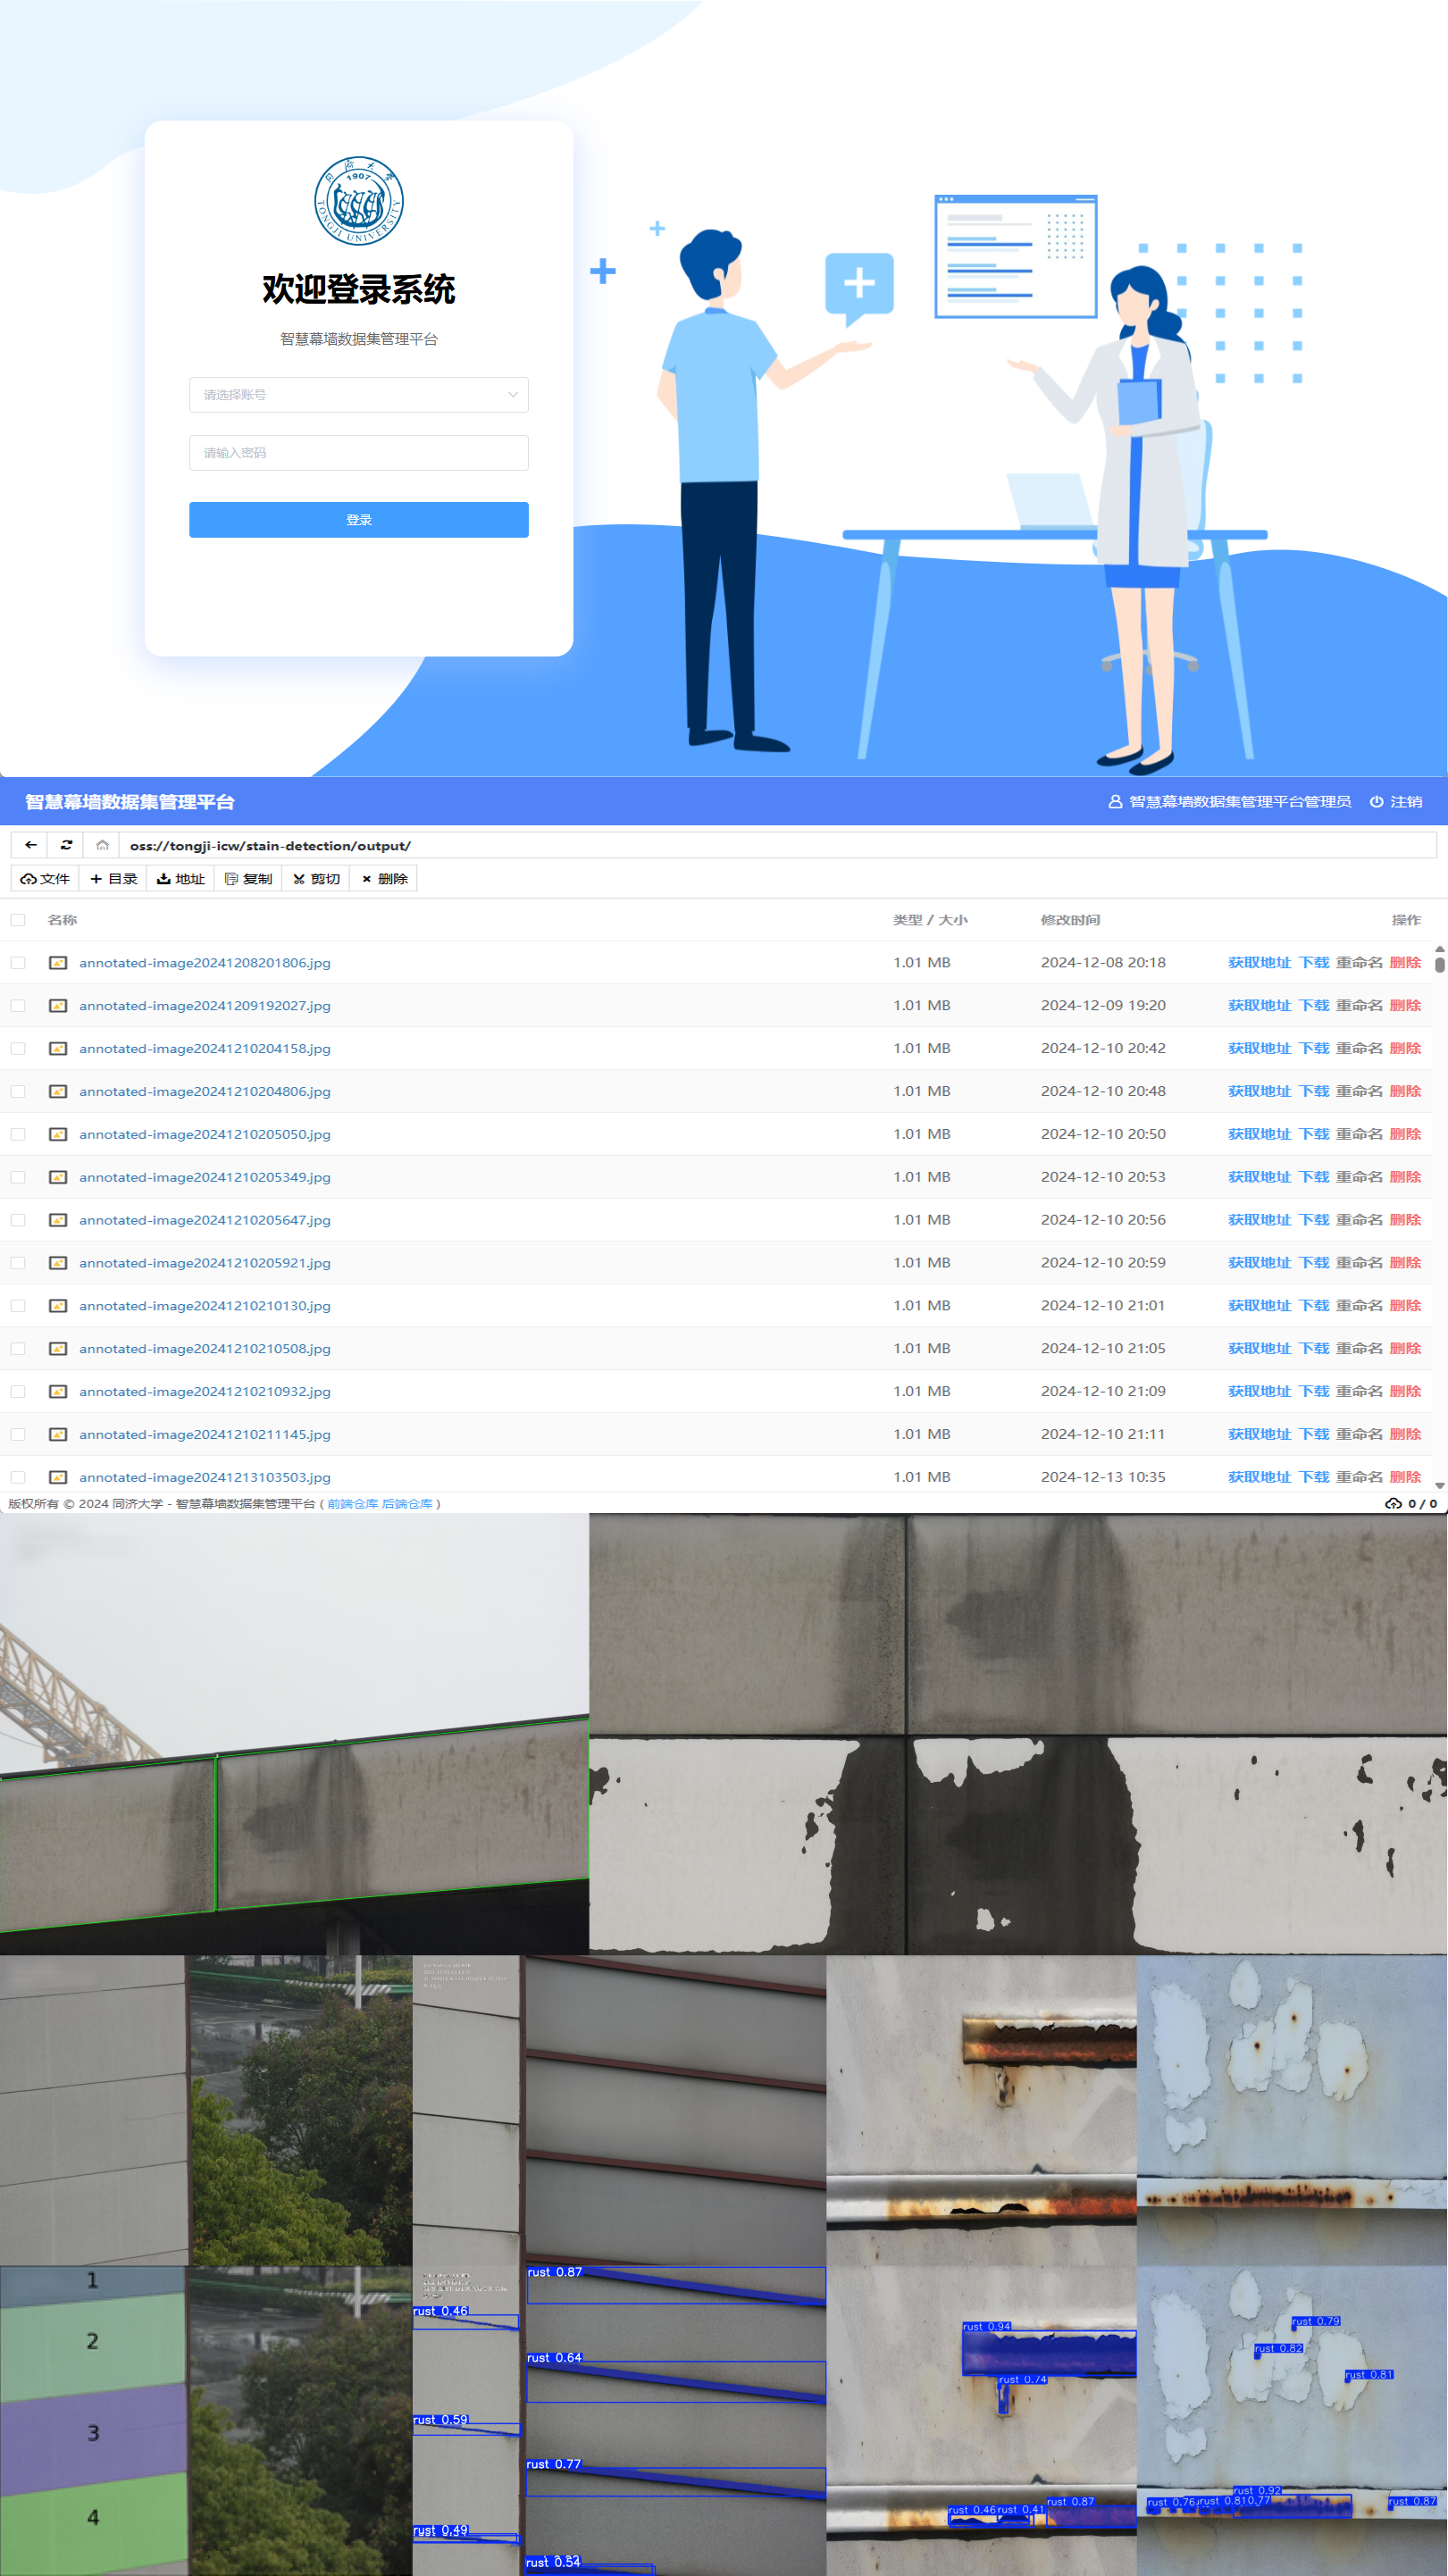 同济大学
1907
TONGJI UNIVERSITY
欢迎登录系统
智慧幕墙数据集管理平台
请选择账号
请输入密码
登录
智慧幕墙数据集管理平台
智慧幕墙数据集管理平台管理员 注销
oss://tongji-icw/stain-detection/output/
文件 目录 地址 复制 剪切 删除
名称 类型 / 大小 修改时间 操作
annotated-image20241208201806.jpg 1.01 MB 2024-12-08 20:18 获取地址 下载 重命名 删除
annotated-image20241209192027.jpg 1.01 MB 2024-12-09 19:20 获取地址 下载 重命名 删除
annotated-image20241210204158.jpg 1.01 MB 2024-12-10 20:42 获取地址 下载 重命名 删除
annotated-image20241210204806.jpg 1.01 MB 2024-12-10 20:48 获取地址 下载 重命名 删除
annotated-image20241210205050.jpg 1.01 MB 2024-12-10 20:50 获取地址 下载 重命名 删除
annotated-image20241210205349.jpg 1.01 MB 2024-12-10 20:53 获取地址 下载 重命名 删除
annotated-image20241210205647.jpg 1.01 MB 2024-12-10 20:56 获取地址 下载 重命名 删除
annotated-image20241210205921.jpg 1.01 MB 2024-12-10 20:59 获取地址 下载 重命名 删除
annotated-image20241210210130.jpg 1.01 MB 2024-12-10 21:01 获取地址 下载 重命名 删除
annotated-image20241210210508.jpg 1.01 MB 2024-12-10 21:05 获取地址 下载 重命名 删除
annotated-image20241210210932.jpg 1.01 MB 2024-12-10 21:09 获取地址 下载 重命名 删除
annotated-image20241210211145.jpg 1.01 MB 2024-12-10 21:11 获取地址 下载 重命名 删除
annotated-image20241213103503.jpg 1.01 MB 2024-12-13 10:35 获取地址 下载 重命名 删除
版权所有 © 2024 同济大学 - 智慧幕墙数据集管理平台 ( 前端仓库 后端仓库 ) 0 / 0
1
2
3
4
rust 0.46
rust 0.59
rust 0.49
rust 0.87
rust 0.64
rust 0.77
rust 0.54
rust 0.94
rust 0.74
rust 0.46 rust 0.41 rust 0.87
rust 0.79
rust 0.82
rust 0.81
rust 0.92
rust 0.76 rust 0.81 0.77 rust 0.87